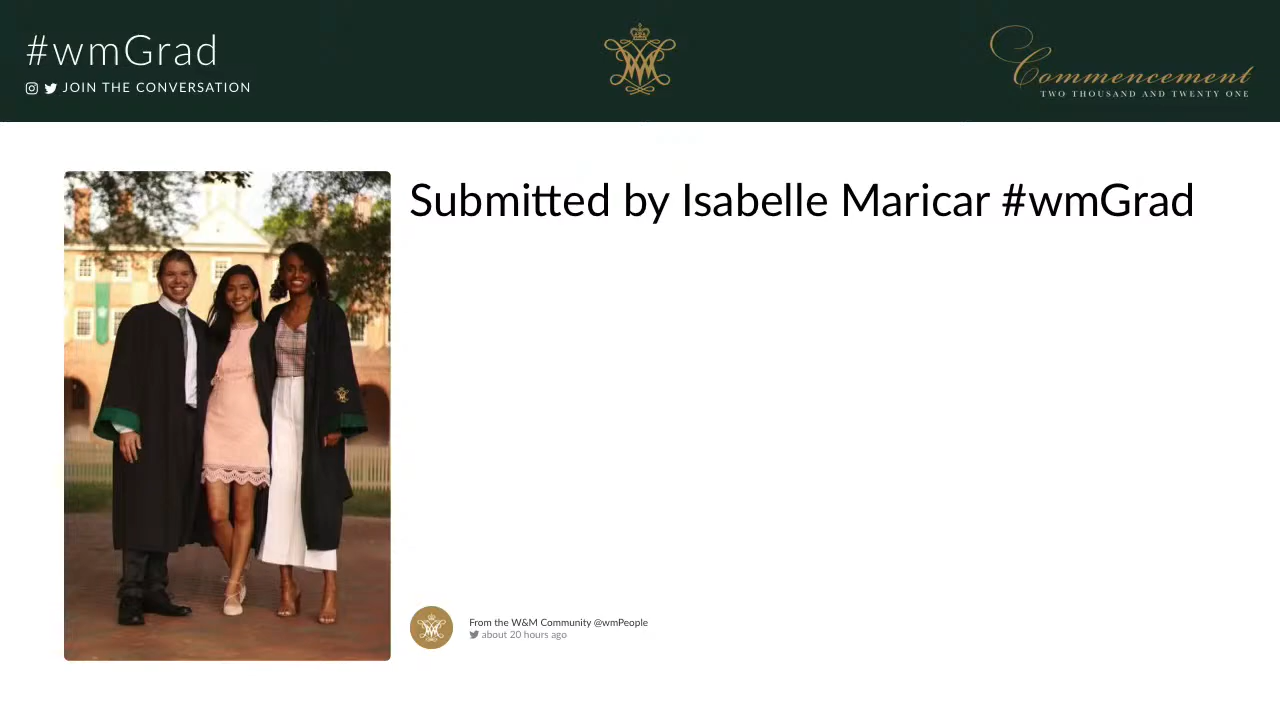 #wmGrad
JOIN THE CONVERSATION
Commencement
TWO THOUSAND AND TWENTY ONE
Submitted by Isabelle Maricar #wmGrad
From the W&M Community @wmPeople
about 20 hours ago